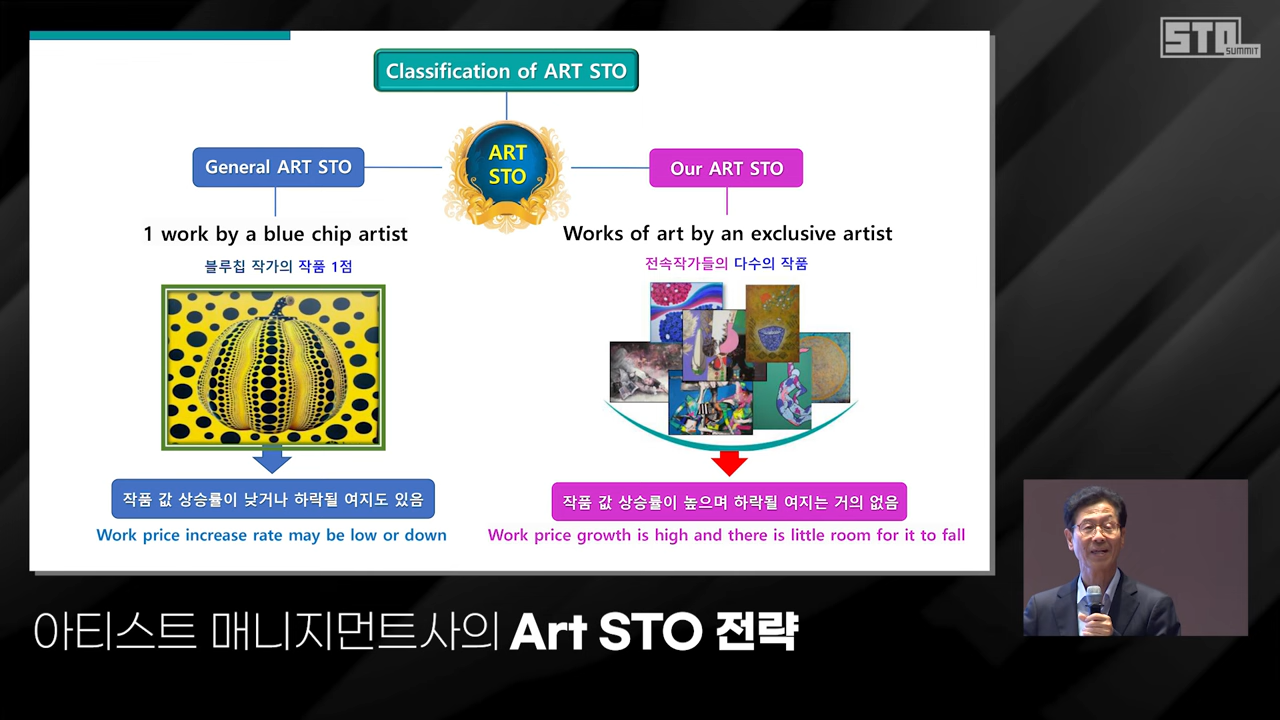 STO
SUMMIT
Classification of ART STO
ART
STO
General ART STO
Our ART STO
1 work by a blue chip artist
블루칩 작가의 작품 1점
Works of art by an exclusive artist
전속작가들의 다수의 작품
작품 값 상승률이 낮거나 하락될 여지도 있음
Work price increase rate may be low or down
작품 값 상승률이 높으며 하락될 여지는 거의 없음
Work price growth is high and there is little room for it to fall
아티스트 매니지먼트사의 Art STO 전략